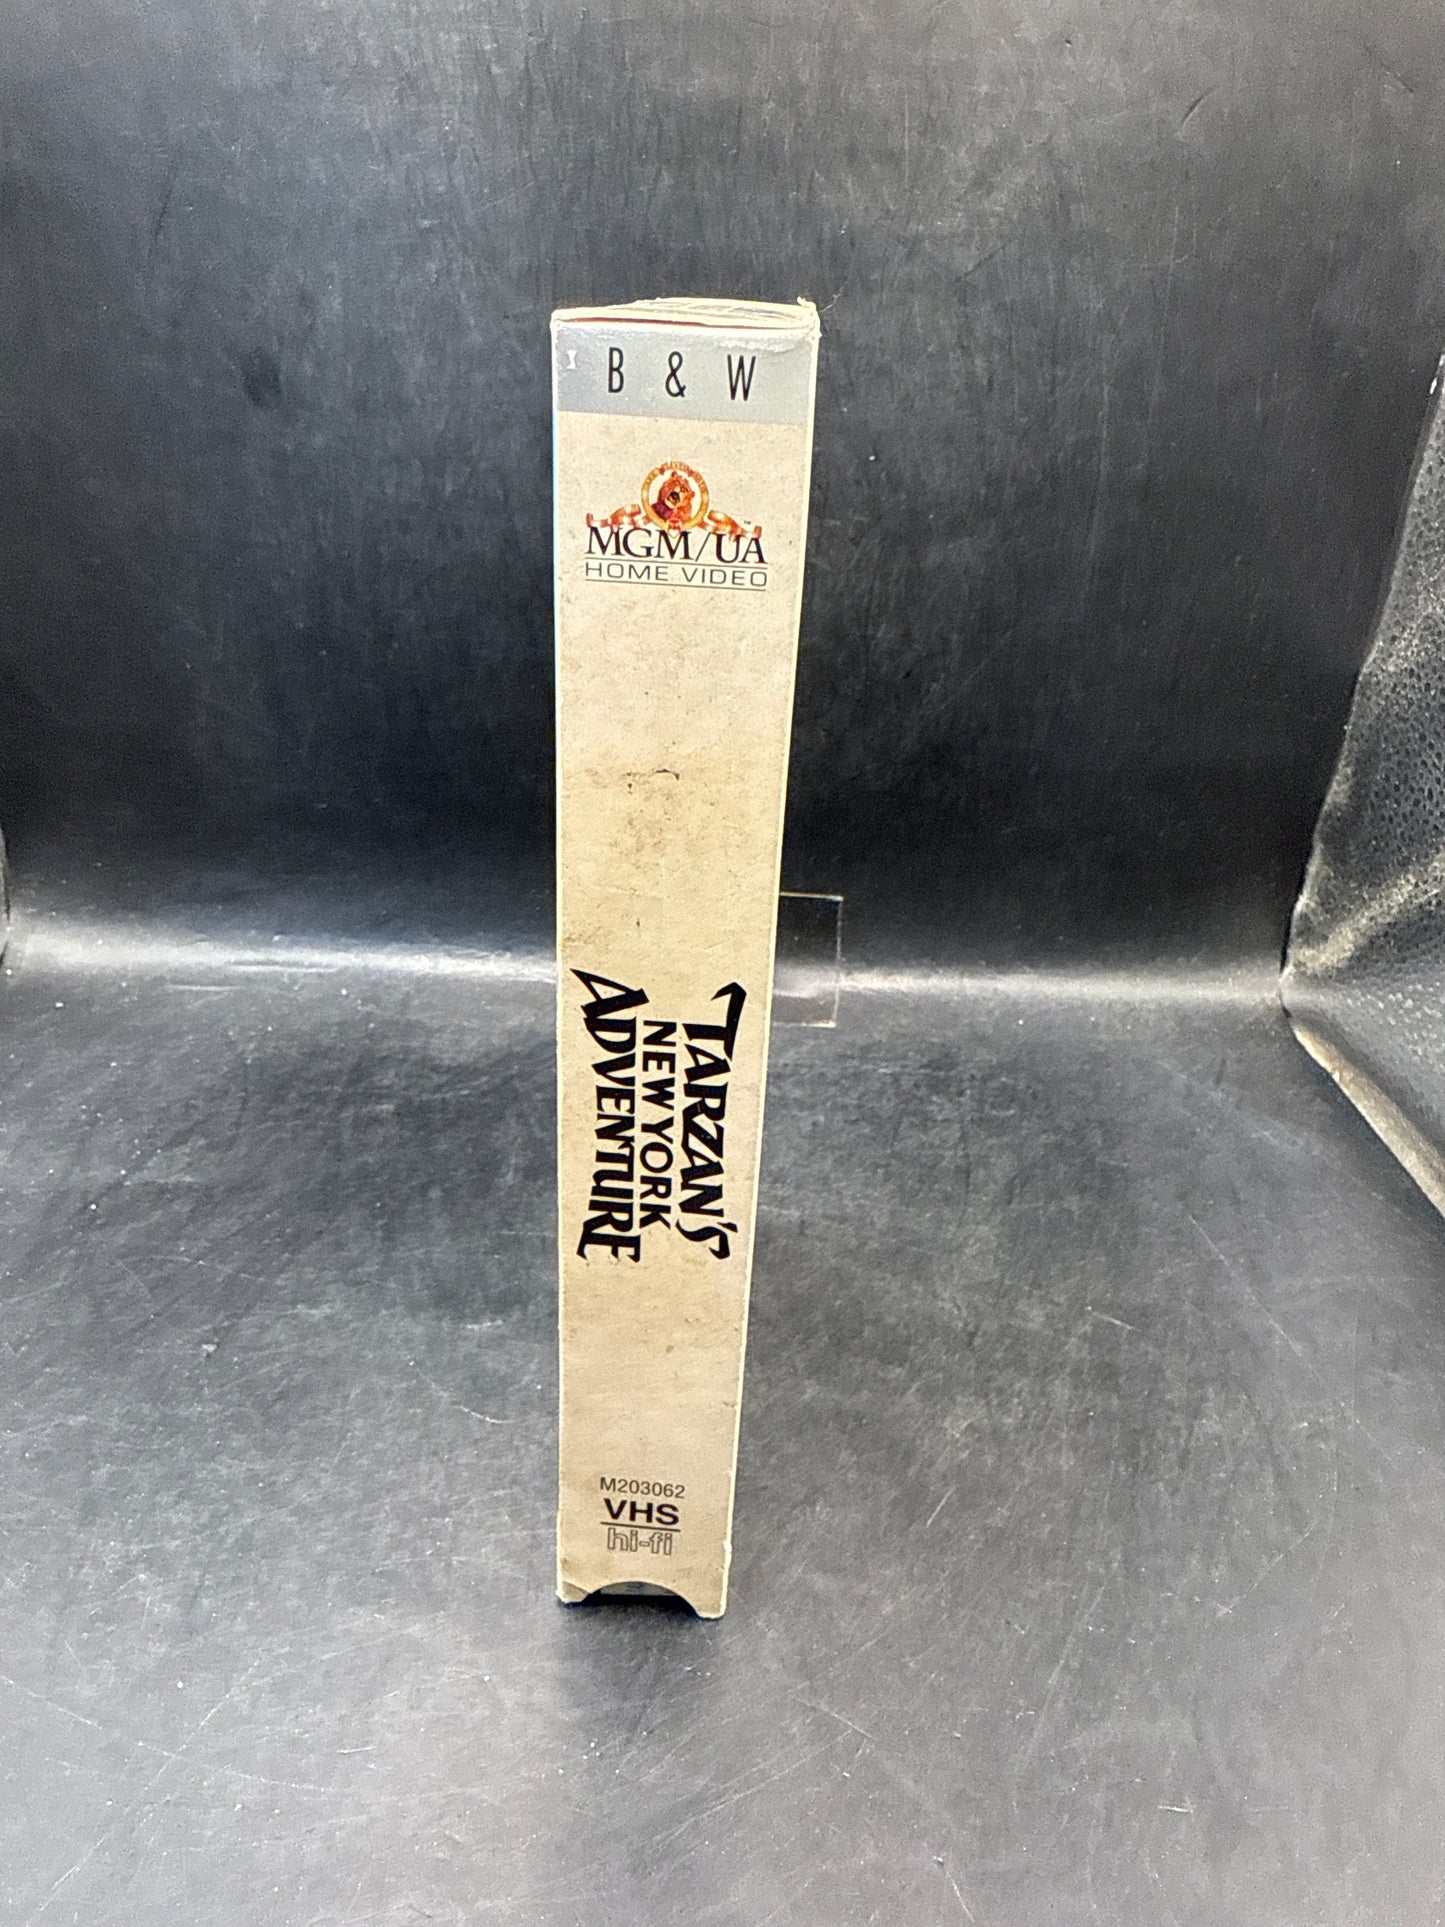 B & W
MGM/UA
HOME VIDEO
TARZAN'S
NEW YORK
ADVENTURE
M203062
VHS
hi-fi